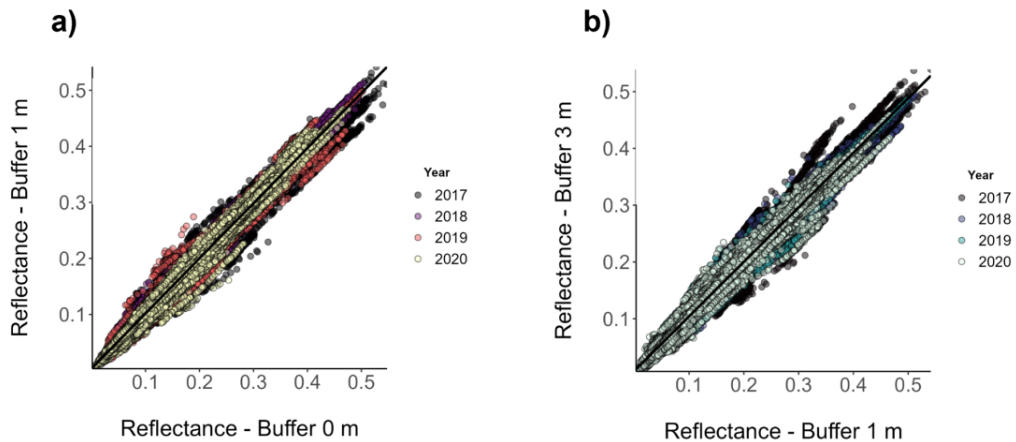 a)
Reflectance - Buffer 1 m
0.5
0.4
0.3
0.2
0.1
0.1 0.2 0.3 0.4 0.5
Reflectance - Buffer 0 m
Year
2017
2018
2019
2020
b)
Reflectance - Buffer 3 m
0.5
0.4
0.3
0.2
0.1
0.1 0.2 0.3 0.4 0.5
Reflectance - Buffer 1 m
Year
2017
2018
2019
2020